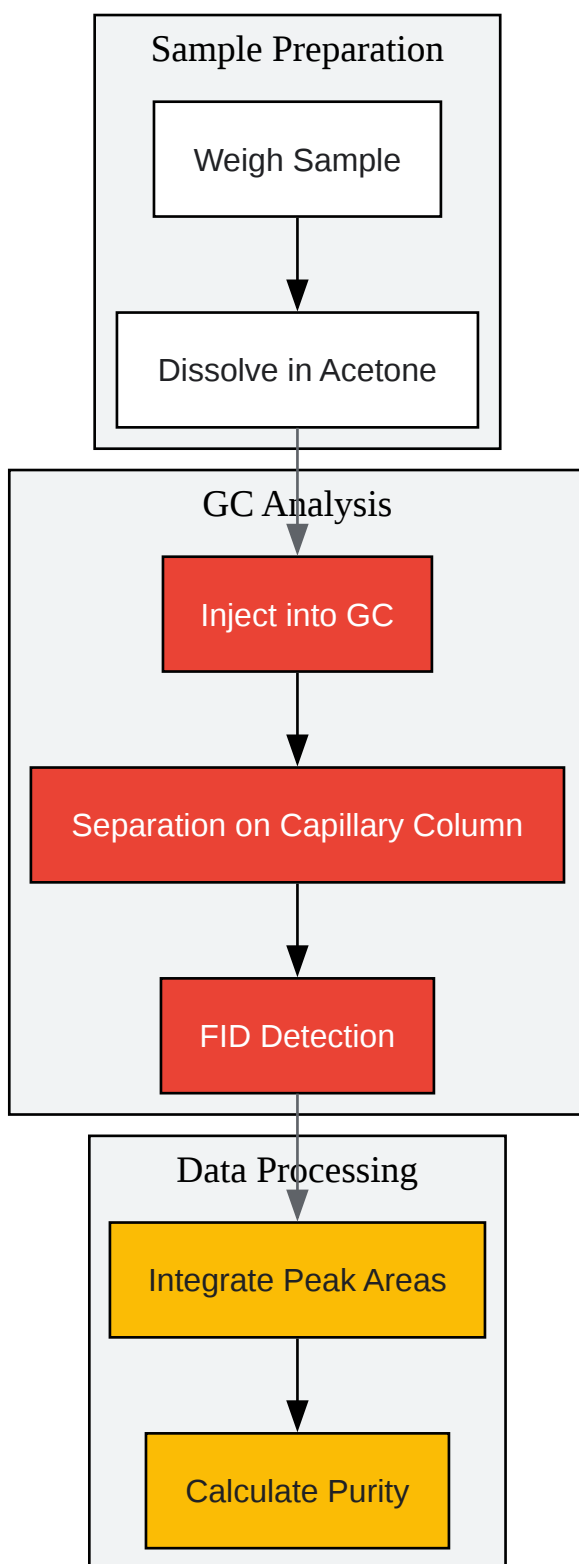 Sample Preparation
Weigh Sample
Dissolve in Acetone
GC Analysis
Inject into GC
Separation on Capillary Column
FID Detection
Data Processing
Integrate Peak Areas
Calculate Purity